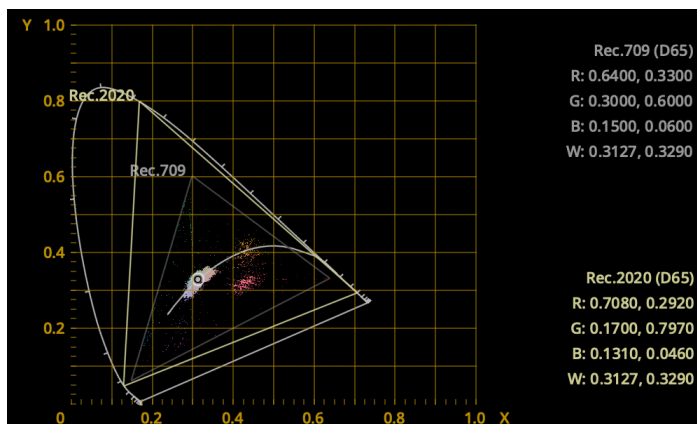 Y 1.0
Rec.709 (D65)
R: 0.6400, 0.3300
Rec.2020
0.8
G: 0.3000, 0.6000
B: 0.1500, 0.0600
W: 0.3127, 0.3290
Rec.709
0.6
0.4
Rec.2020 (D65)
R: 0.7080, 0.2920
0.2
G: 0.1700, 0.7970
B: 0.1310, 0.0460
W: 0.3127, 0.3290
0 0.2 0.4 0.6 0.8 1.0 X